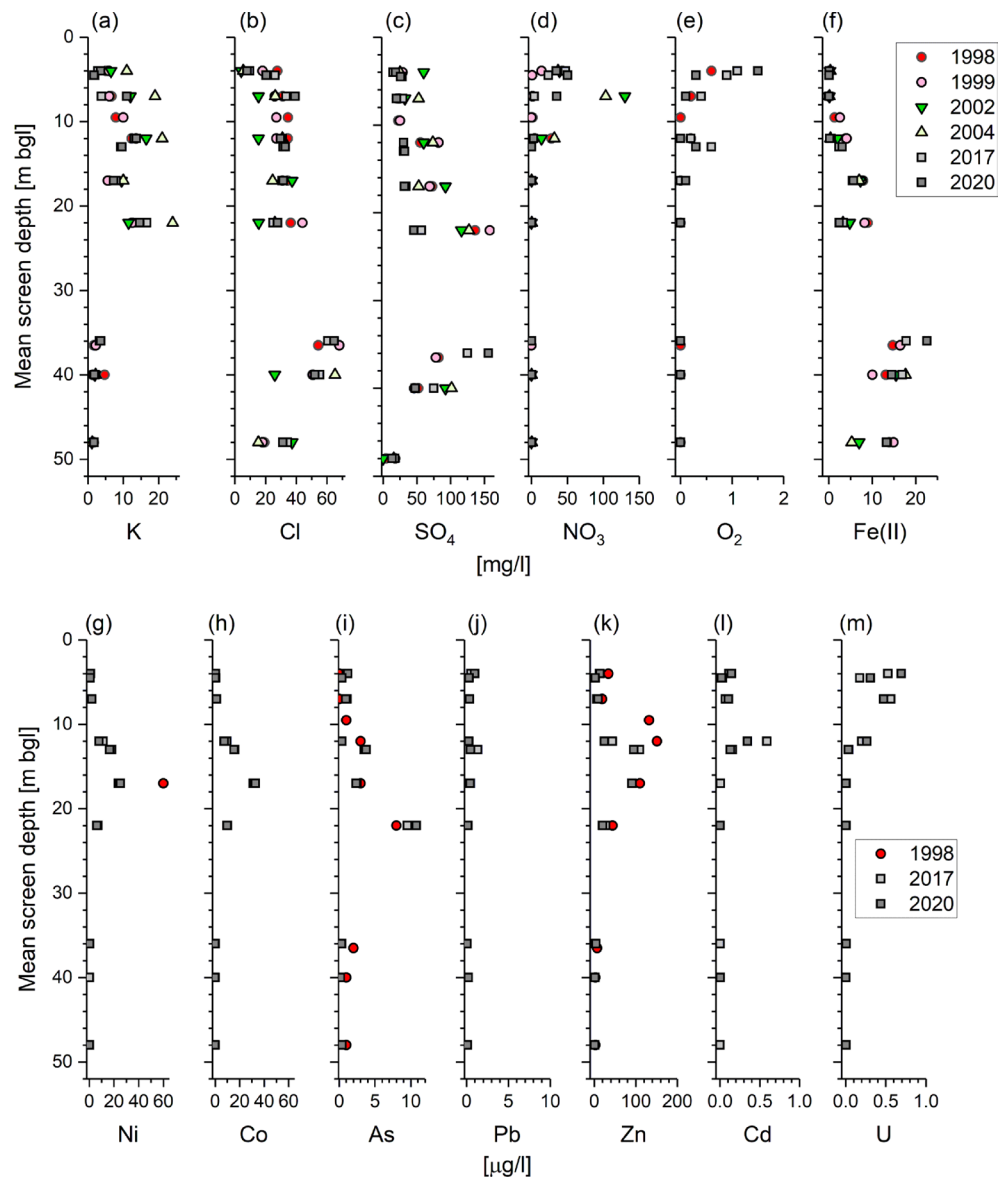 (a) (b) (c) (d) (e) (f)
0
10
20
30
40
50
Mean screen depth [m bgl]
1998
1999
2002
2004
2017
2020
0 10 20 0 20 40 60 0 50 100 150 0 50 100 150 0 1 2 0 10 20
K Cl SO4 NO3 O2 Fe(II)
[mg/l]
(g) (h) (i) (j) (k) (l) (m)
0
10
20
30
40
50
Mean screen depth [m bgl]
1998
2017
2020
0 20 40 60 0 20 40 60 0 5 10 0 5 10 0 100 200 0.0 0.5 1.0 0.0 0.5 1.0
Ni Co As Pb Zn Cd U
[μg/l]